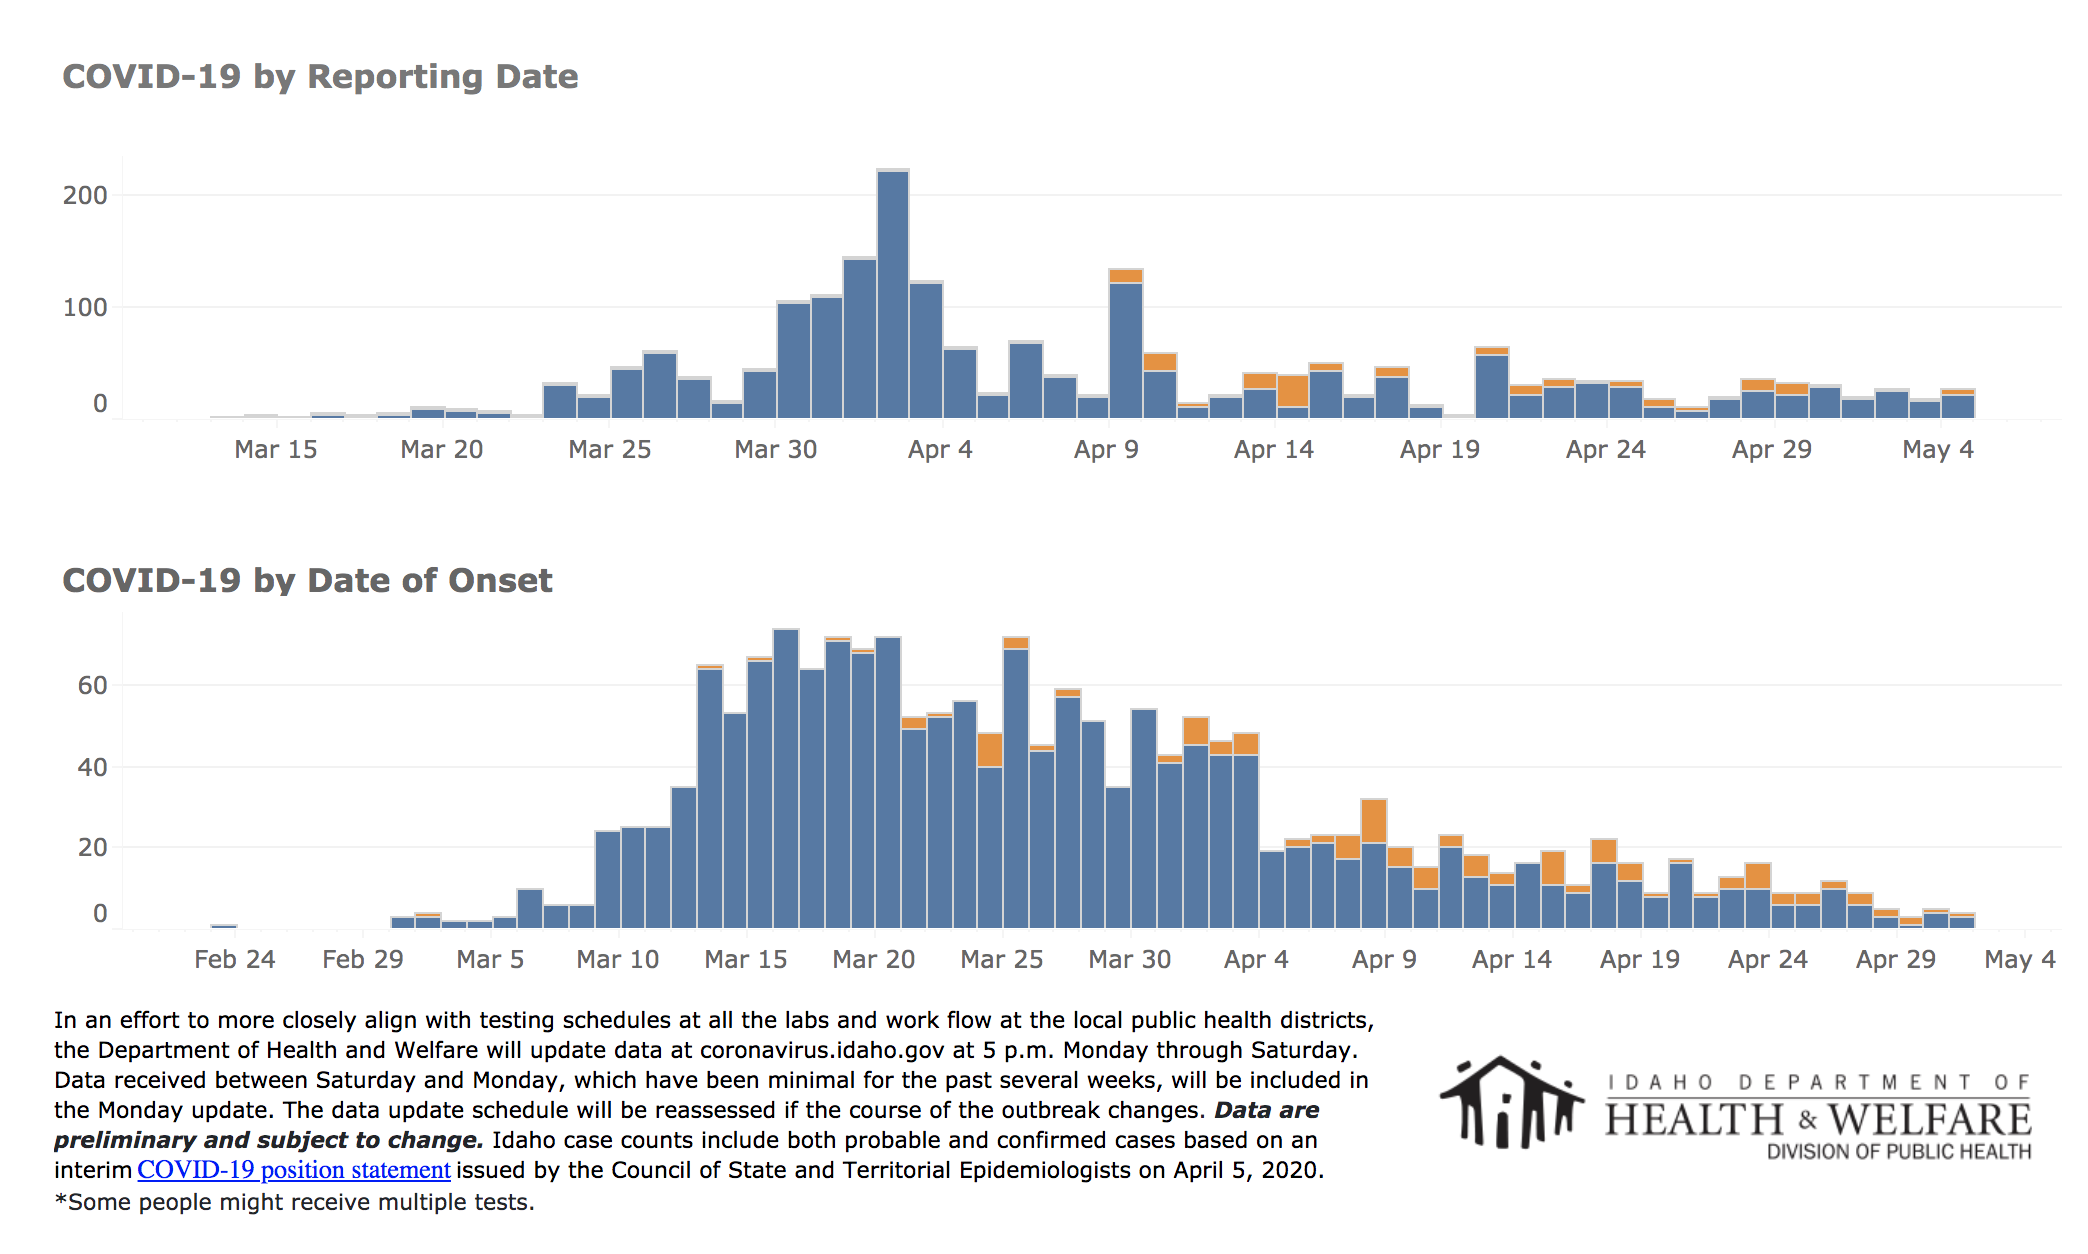 COVID-19 by Reporting Date
200
100
0
Mar 15 Mar 20 Mar 25 Mar 30 Apr 4 Apr 9 Apr 14 Apr 19 Apr 24 Apr 29 May 4
COVID-19 by Date of Onset
60
40
20
0
Feb 24 Feb 29 Mar 5 Mar 10 Mar 15 Mar 20 Mar 25 Mar 30 Apr 4 Apr 9 Apr 14 Apr 19 Apr 24 Apr 29 May 4
In an effort to more closely align with testing schedules at all the labs and work flow at the local public health districts,
the Department of Health and Welfare will update data at coronavirus.idaho.gov at 5 p.m. Monday through Saturday.
Data received between Saturday and Monday, which have been minimal for the past several weeks, will be included in
the Monday update. The data update schedule will be reassessed if the course of the outbreak changes. Data are
preliminary and subject to change. Idaho case counts include both probable and confirmed cases based on an
interim COVID-19 position statement issued by the Council of State and Territorial Epidemiologists on April 5, 2020.
*Some people might receive multiple tests.
IDAHO DEPARTMENT OF
HEALTH & WELFARE
DIVISION OF PUBLIC HEALTH